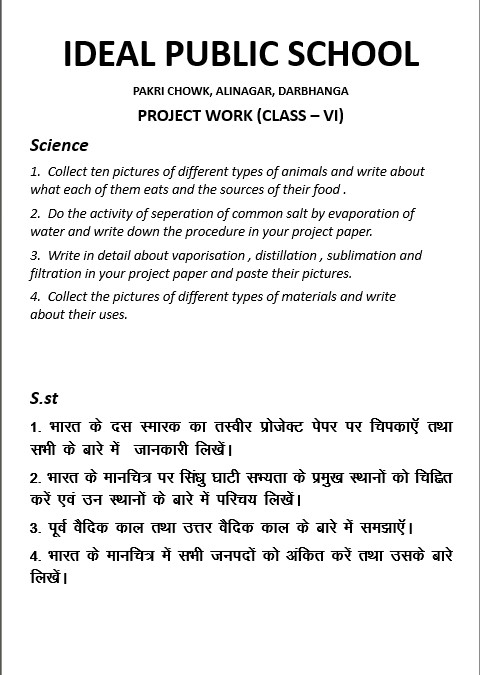 IDEAL PUBLIC SCHOOL
PAKRI CHOWK, ALINAGAR, DARBHANGA
PROJECT WORK (CLASS – VI)
Science
1. Collect ten pictures of different types of animals and write about
what each of them eats and the sources of their food .
2. Do the activity of seperation of common salt by evaporation of
water and write down the procedure in your project paper.
3. Write in detail about vaporisation , distillation , sublimation and
filtration in your project paper and paste their pictures.
4. Collect the pictures of different types of materials and write
about their uses.
S.st
1. भारत के दस स्मारक का तस्वीर प्रोजेक्ट पेपर पर चिपकाएँ तथा
सभी के बारे में जानकारी लिखें।
2. भारत के मानचित्र पर सिंधु घाटी सभ्यता के प्रमुख स्थानों को चिह्नित
करें एवं उन स्थानों के बारे में परिचय लिखें।
3. पूर्व वैदिक काल तथा उत्तर वैदिक काल के बारे में समझाएँ।
4. भारत के मानचित्र में सभी जनपदों को अंकित करें तथा उसके बारे
लिखें।